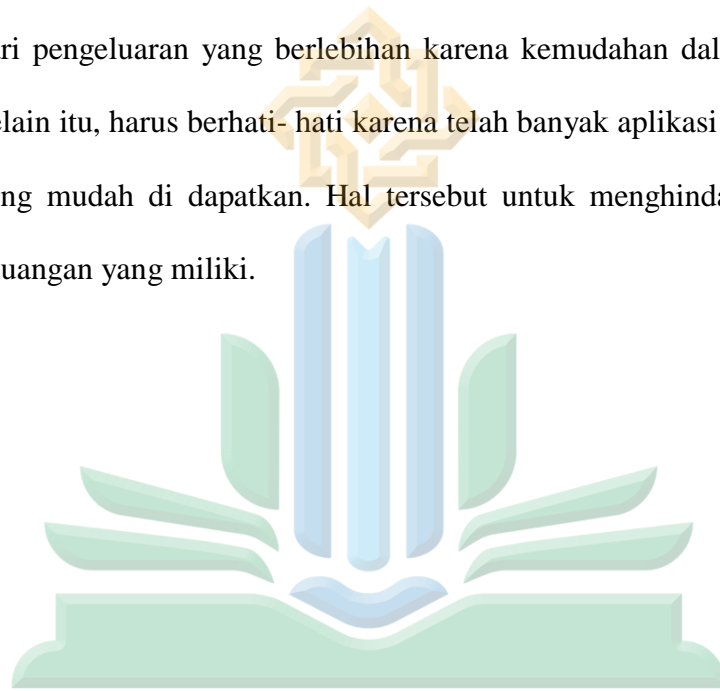 ri pengeluaran yang berlebihan karena kemudahan dal
elain itu, harus berhati- hati karena telah banyak aplikasi
ng mudah di dapatkan. Hal tersebut untuk menghinda
uangan yang miliki.